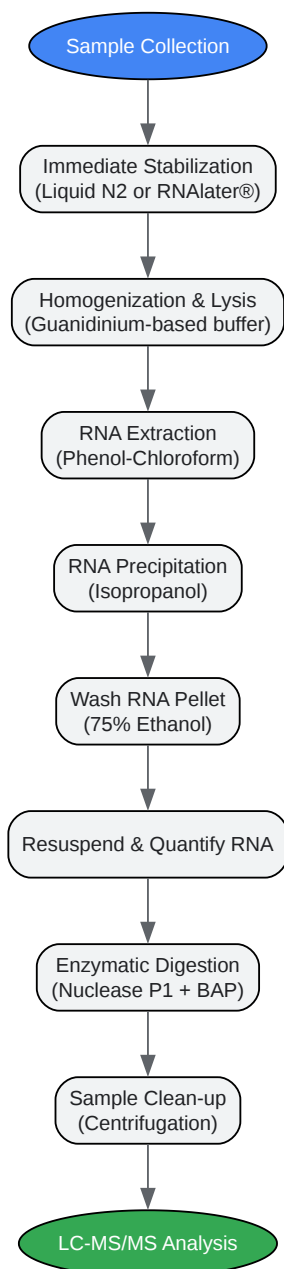 Sample Collection
Immediate Stabilization
(Liquid N2 or RNAlater®)
Homogenization & Lysis
(Guanidinium-based buffer)
RNA Extraction
(Phenol-Chloroform)
RNA Precipitation
(Isopropanol)
Wash RNA Pellet
(75% Ethanol)
Resuspend & Quantify RNA
Enzymatic Digestion
(Nuclease P1 + BAP)
Sample Clean-up
(Centrifugation)
LC-MS/MS Analysis